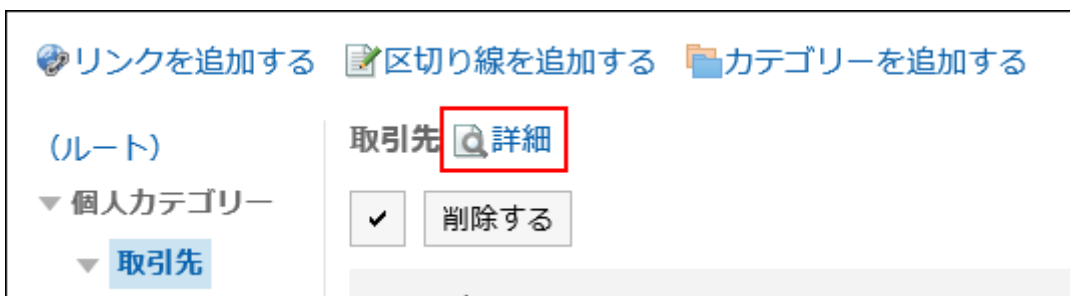 リンクを追加する 区切り線を追加する カテゴリーを追加する
(ルート)
個人カテゴリー
取引先
取引先 詳細
削除する